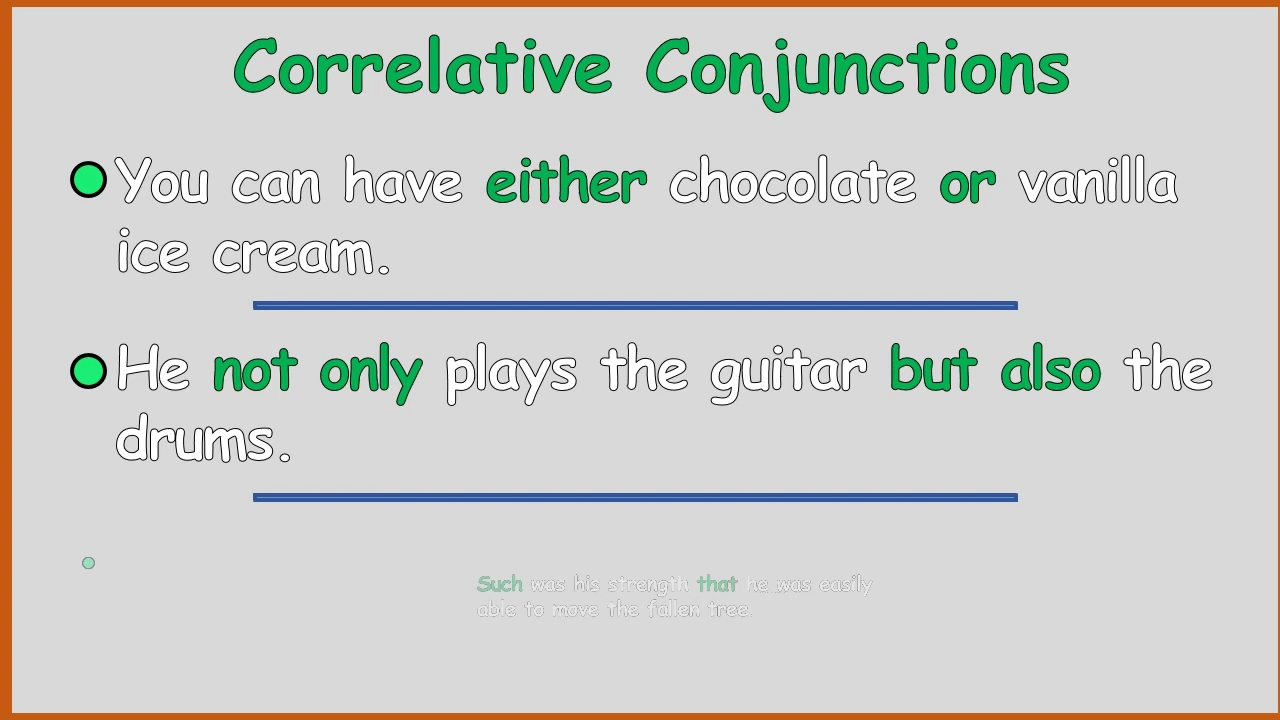 Correlative Conjunctions
You can have either chocolate or vanilla
ice cream.
He not only plays the guitar but also the
drums.
Such was his strength that he was easily
able to move the fallen tree.